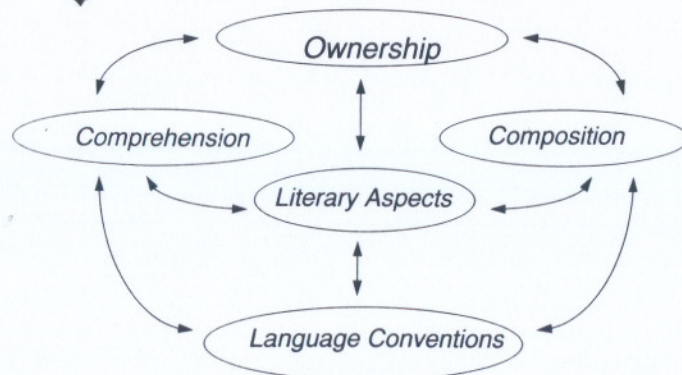 Ownership
Comprehension
Composition
Literary Aspects
Language Conventions